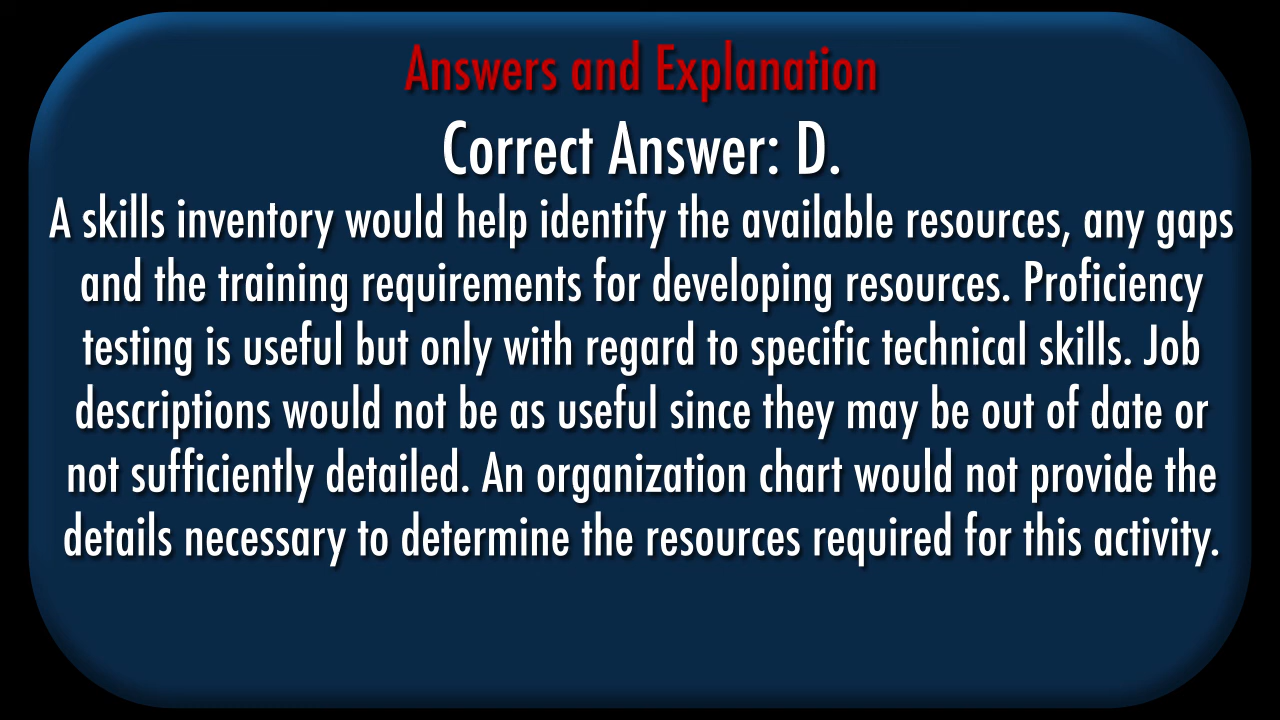 Answers and Explanation
Correct Answer: D.
A skills inventory would help identify the available resources, any gaps
and the training requirements for developing resources. Proficiency
testing is useful but only with regard to specific technical skills. Job
descriptions would not be as useful since they may be out of date or
not sufficiently detailed. An organization chart would not provide the
details necessary to determine the resources required for this activity.